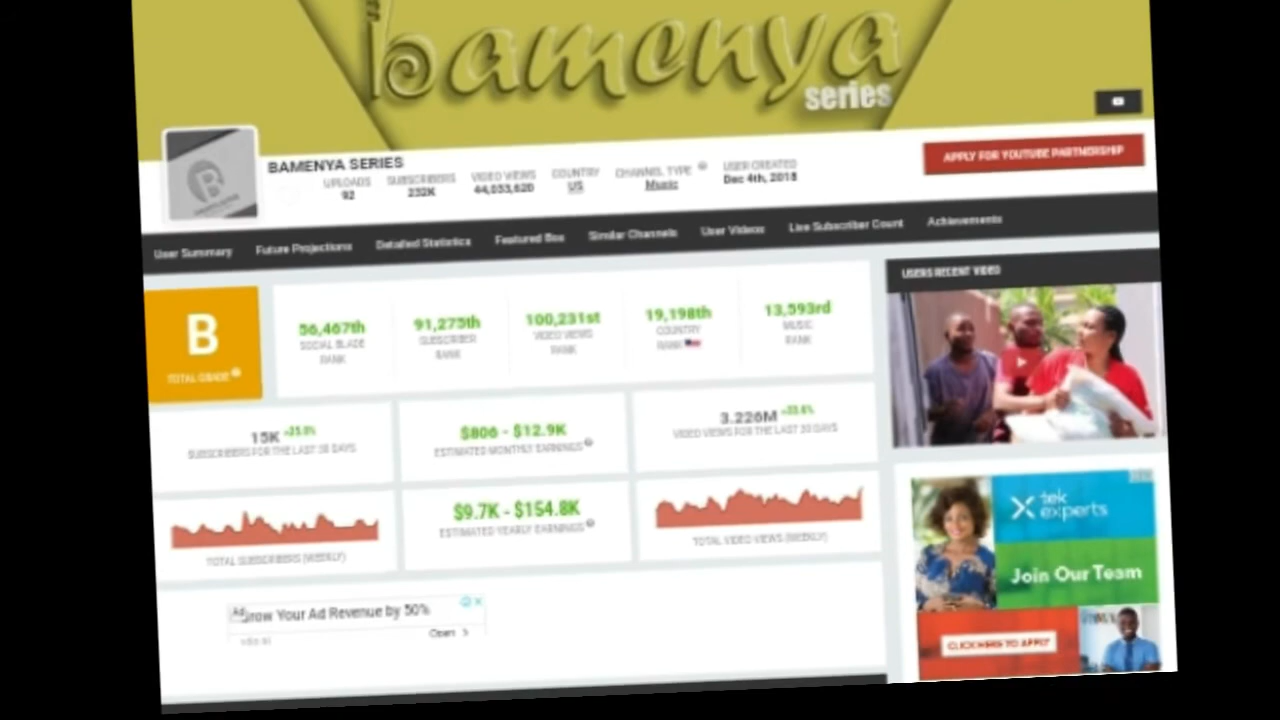 bamenya
series
BAMENYA SERIES
UPLOADS
92
SUBSCRIBERS
232K
VIDEO VIEWS
44,033,620
COUNTRY
US
CHANNEL TYPE
Music
USER CREATED
Dec 4th, 2018
APPLY FOR YOUTUBE PARTNERSHIP
User Summary
Future Projections
Detailed Statistics
Featured Box
Similar Channels
User Videos
Live Subscriber Count
Achievements
B
TOTAL GRADE
56,467th
SOCIAL BLADE
RANK
91,275th
SUBSCRIBER
RANK
100,231st
VIDEO VIEWS
RANK
19,198th
COUNTRY
RANK
13,593rd
MUSIC
RANK
USERS RECENT VIDEO
15K
SUBSCRIBERS FOR THE LAST 30 DAYS
$806 - $12.9K
ESTIMATED MONTHLY EARNINGS
3.226M
VIDEO VIEWS FOR THE LAST 30 DAYS
TOTAL SUBSCRIBERS (WEEKLY)
$9.7K - $154.8K
ESTIMATED YEARLY EARNINGS
TOTAL VIDEO VIEWS (WEEKLY)
Ad
Grow Your Ad Revenue by 50%
Open >
tek
experts
Join Our Team
CLICK HERE TO APPLY